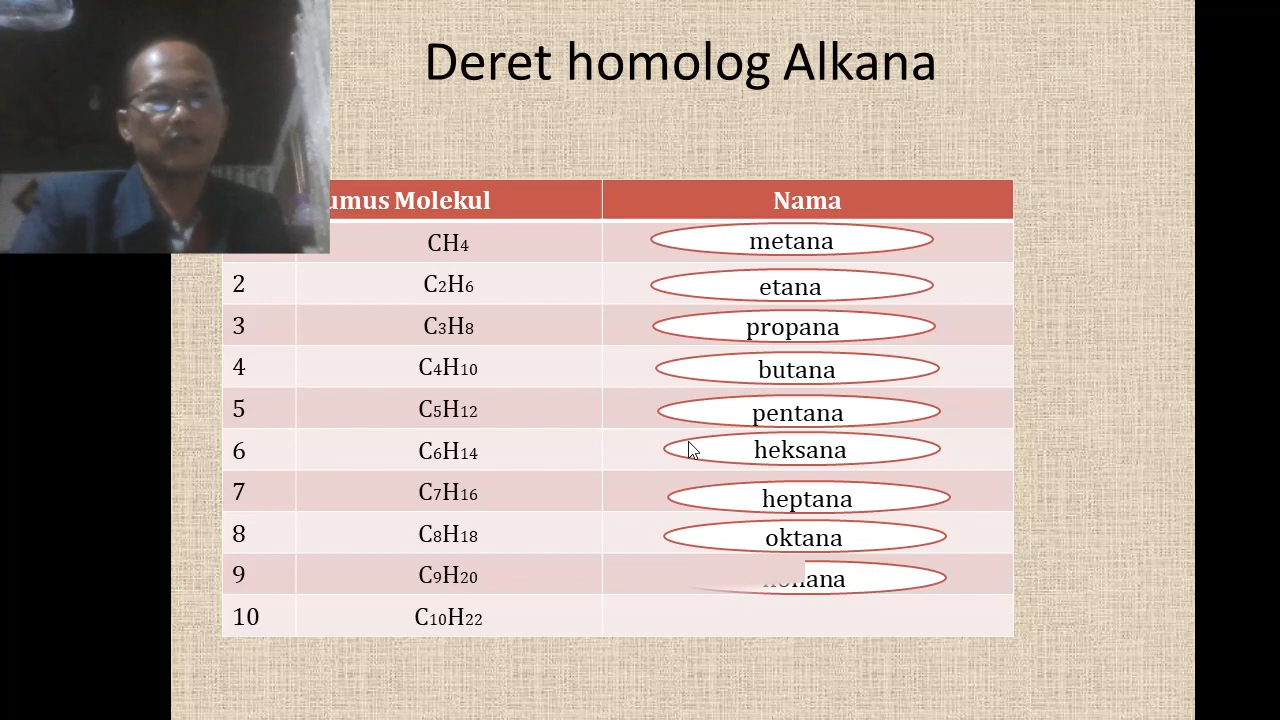 Deret homolog Alkana
umus Molekul Nama
CH4 metana
2 C2H6 etana
3 C3H8 propana
4 C4H10 butana
5 C5H12 pentana
6 C6H14 heksana
7 C7H16 heptana
8 C8H18 oktana
9 C9H20
10 C10H22